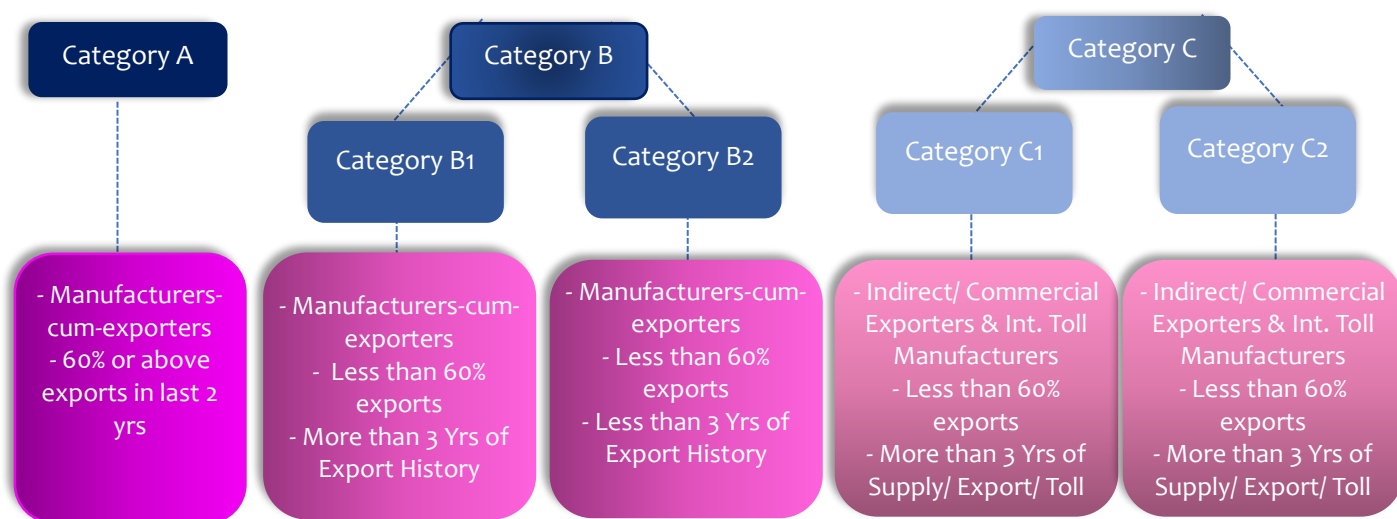 Category A
Category B
Category C
Category B1
Category B2
Category C1
Category C2
- Manufacturers-
cum-exporters
- 60% or above
exports in last 2
yrs
- Manufacturers-cum-
exporters
- Less than 60%
exports
- More than 3 Yrs of
Export History
- Manufacturers-cum-
exporters
- Less than 60%
exports
- Less than 3 Yrs of
Export History
- Indirect/ Commercial
Exporters & Int. Toll
Manufacturers
- Less than 60%
exports
- More than 3 Yrs of
Supply/ Export/ Toll
- Indirect/ Commercial
Exporters & Int. Toll
Manufacturers
- Less than 60%
exports
- More than 3 Yrs of
Supply/ Export/ Toll